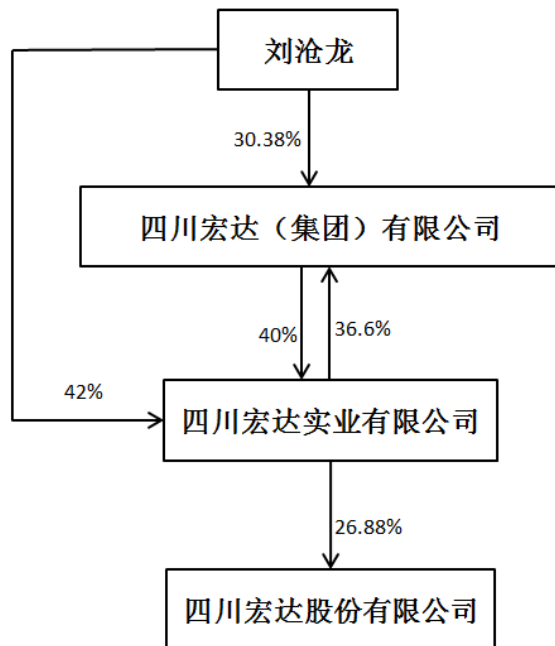 刘沧龙
30.38%
四川宏达（集团）有限公司
40%
36.6%
42%
四川宏达实业有限公司
26.88%
四川宏达股份有限公司